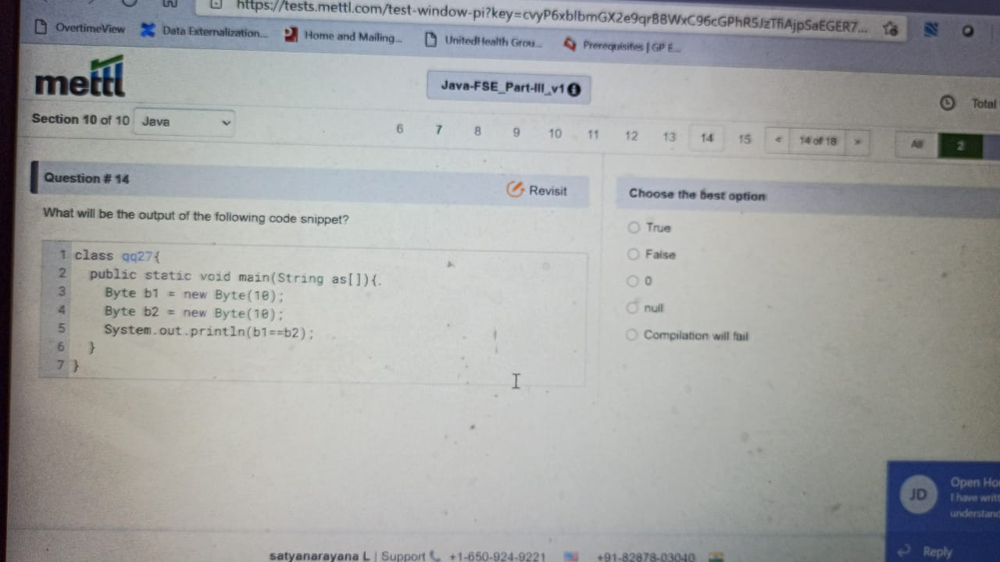 https://tests.mettl.com/test-window-pi?key=cvyP6xblbmGX2e9qrBBWxC96cGPhR5JzTfiAjpSaEGER7...
OvertimeView Data Externalization... Home and Mailing... UnitedHealth Grou... Prerequisites | GP E...
mettl
Java-FSE_Part-III_v1
Total
Section 10 of 10 Java 6 7 8 9 10 11 12 13 14 15 < 14 of 18 > All 2
Question # 14 Revisit
What will be the output of the following code snippet?
1 class qq27{
2 public static void main(String as[]){.
3 Byte b1 = new Byte(10);
4 Byte b2 = new Byte(10);
5 System.out.println(b1==b2);
6 }
7 }
Choose the best option
True
False
0
null
Compilation will fail
JD Open Ho
I have writt
understand
Reply
satyanarayana L | Support +1-650-924-9221 +91-82878-03040